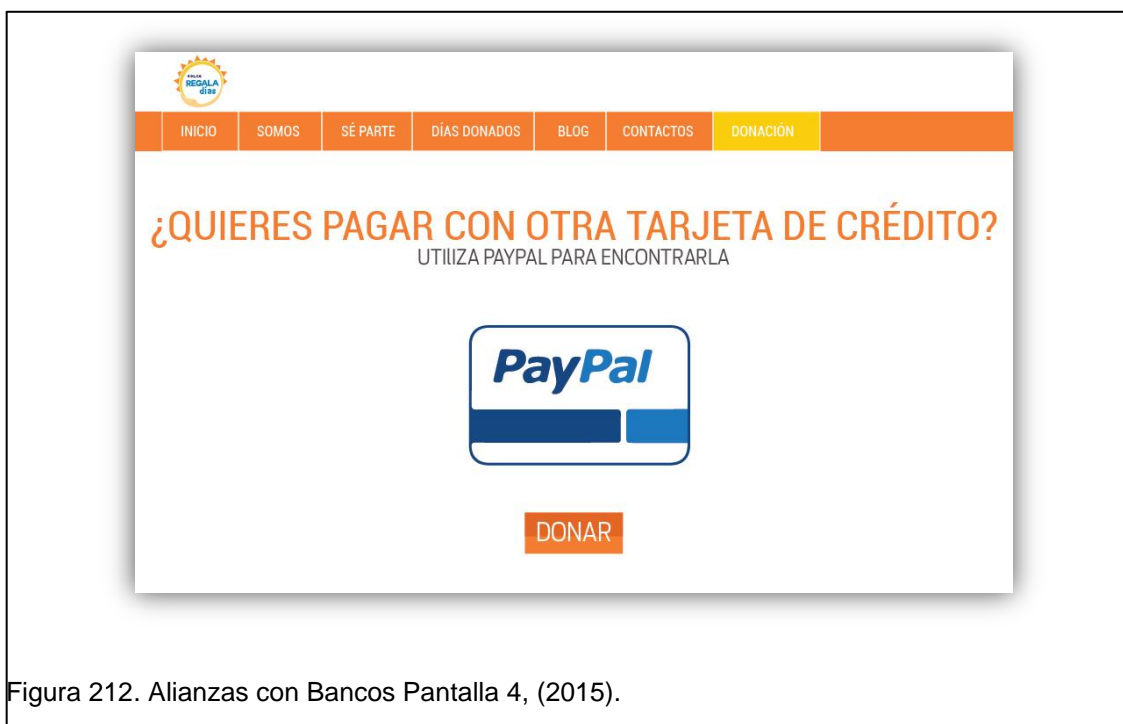 REGALA
días
INICIO SOMOS SÉ PARTE DÍAS DONADOS BLOG CONTACTOS DONACIÓN
¿QUIERES PAGAR CON OTRA TARJETA DE CRÉDITO?
UTIlIZA PAYPAL PARA ENCONTRARLA
PayPal
DONAR
Figura 212. Alianzas con Bancos Pantalla 4, (2015).